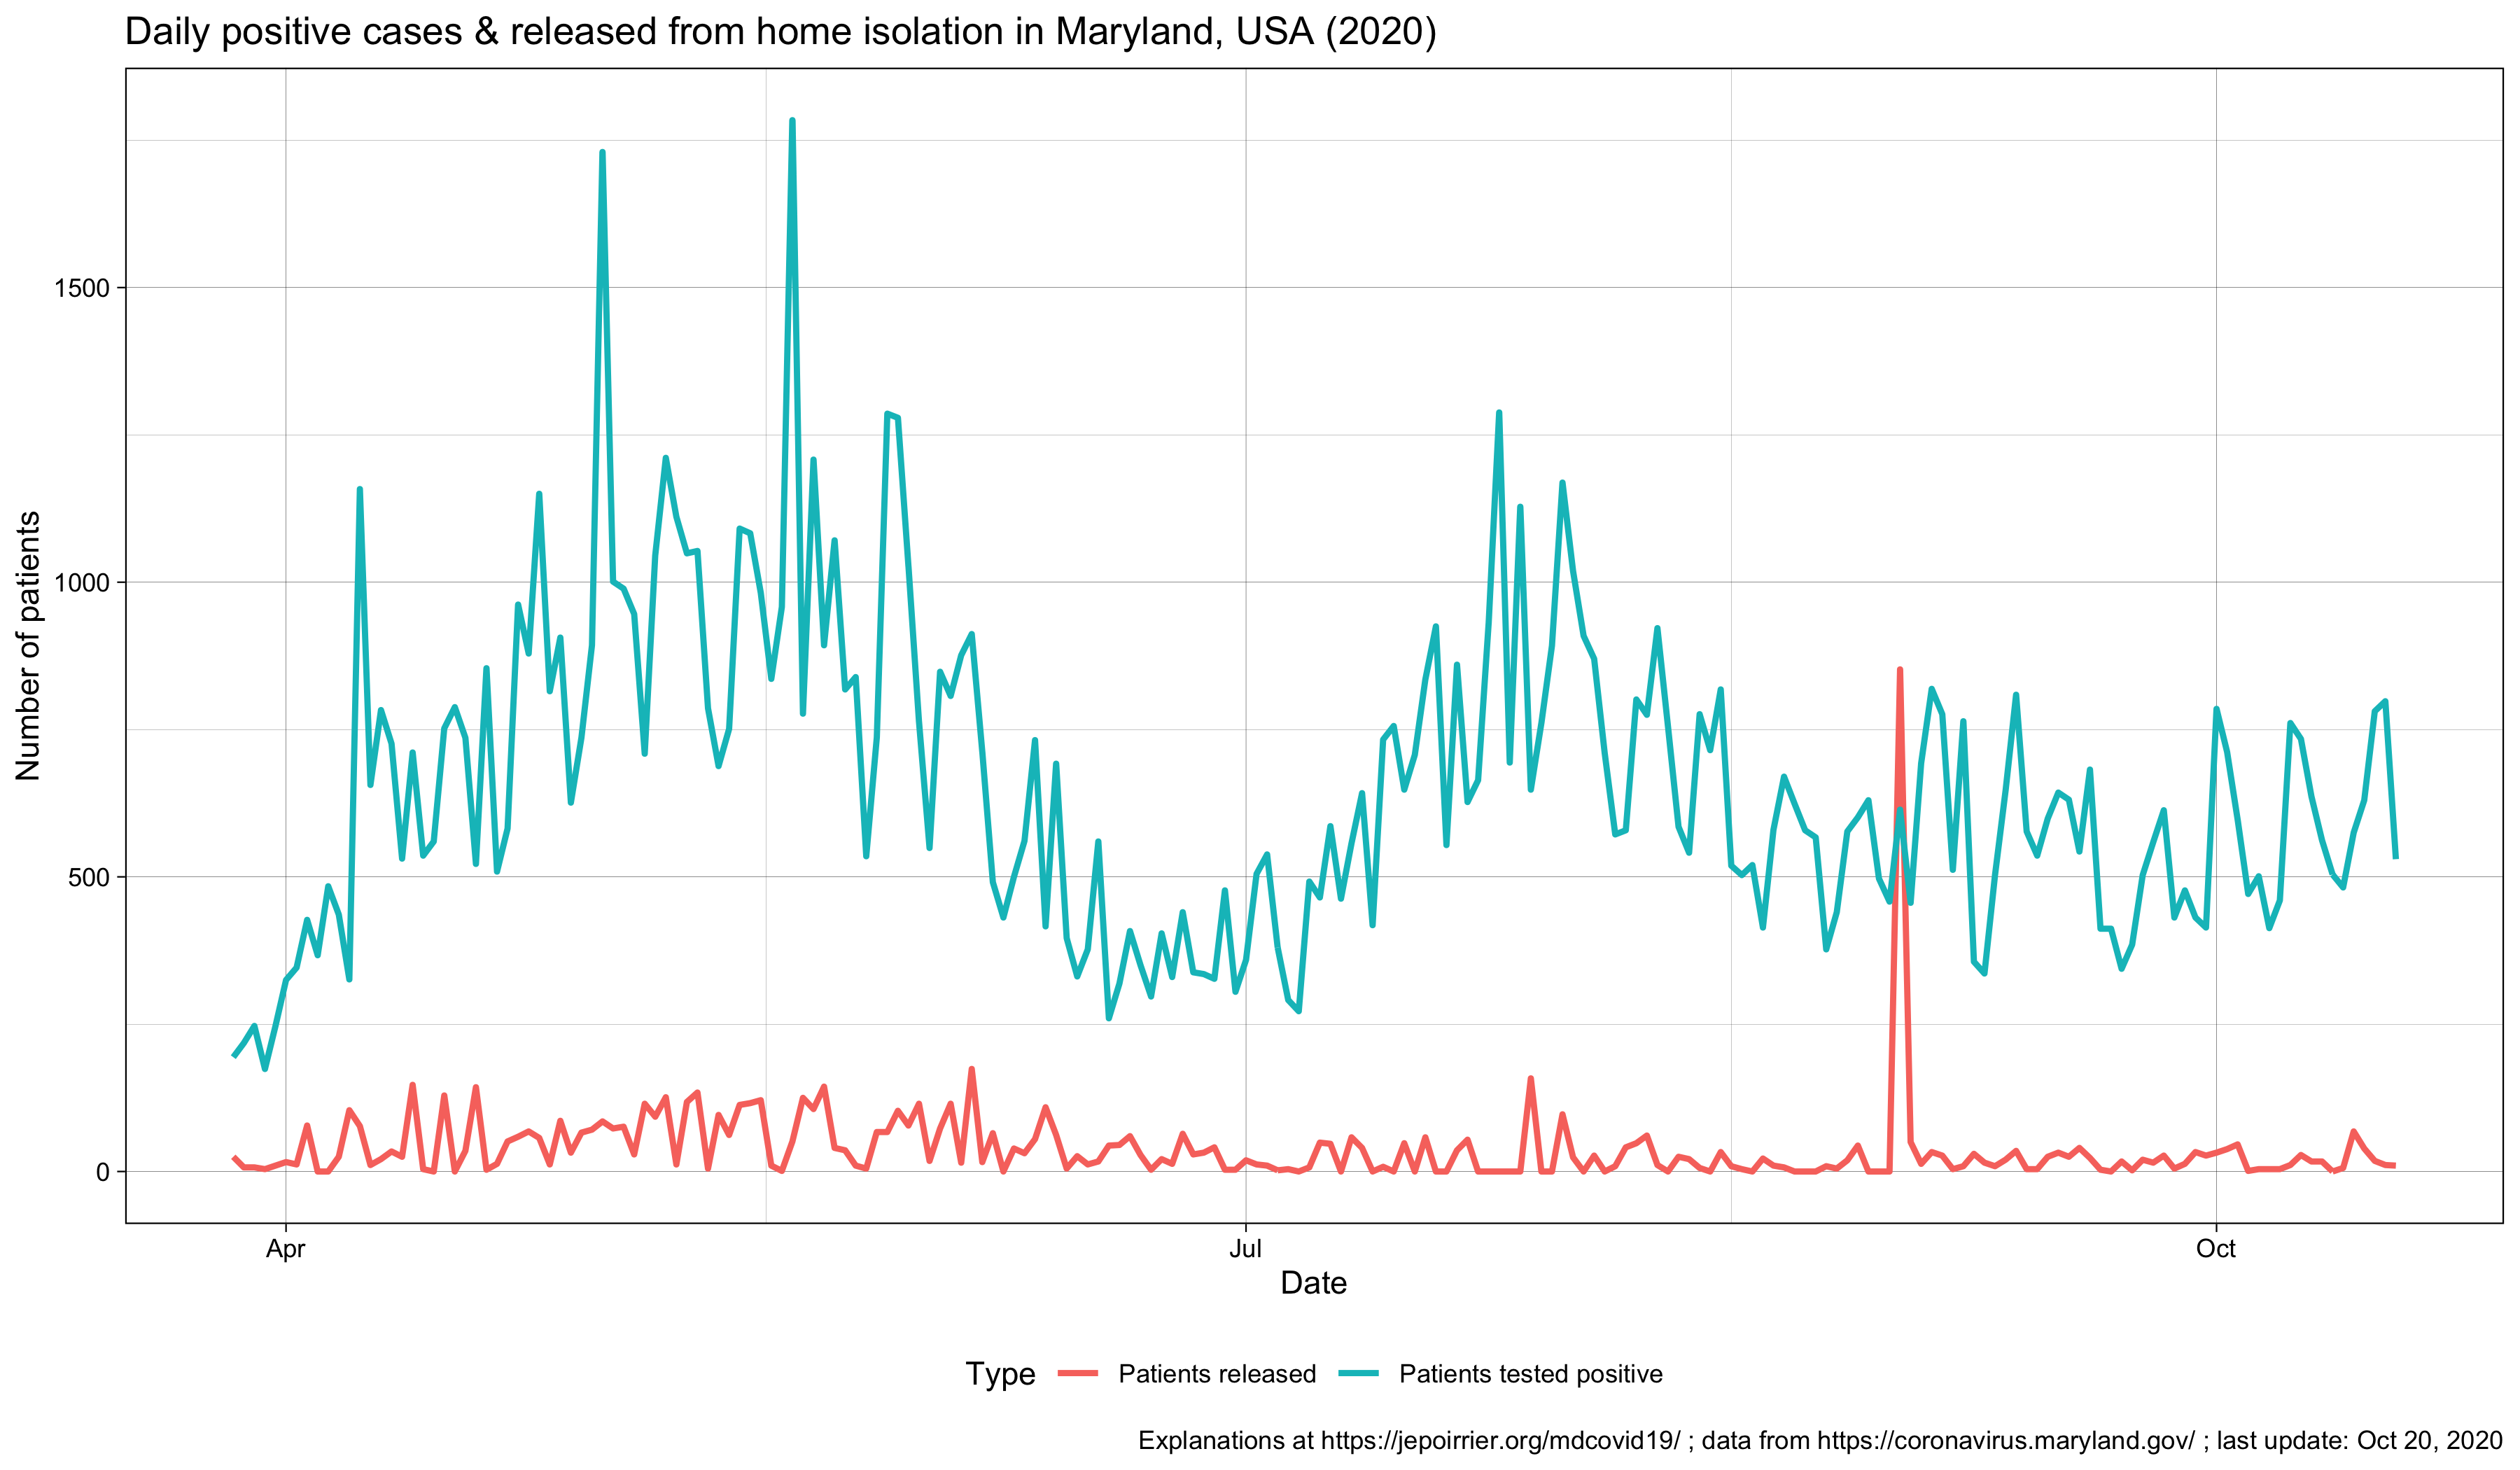 Daily positive cases & released from home isolation in Maryland, USA (2020)
Number of patients
1500
1000
500
0
Apr
Jul
Oct
Date
Type
Patients released
Patients tested positive
Explanations at https://jepoirrier.org/mdcovid19/ ; data from https://coronavirus.maryland.gov/ ; last update: Oct 20, 2020